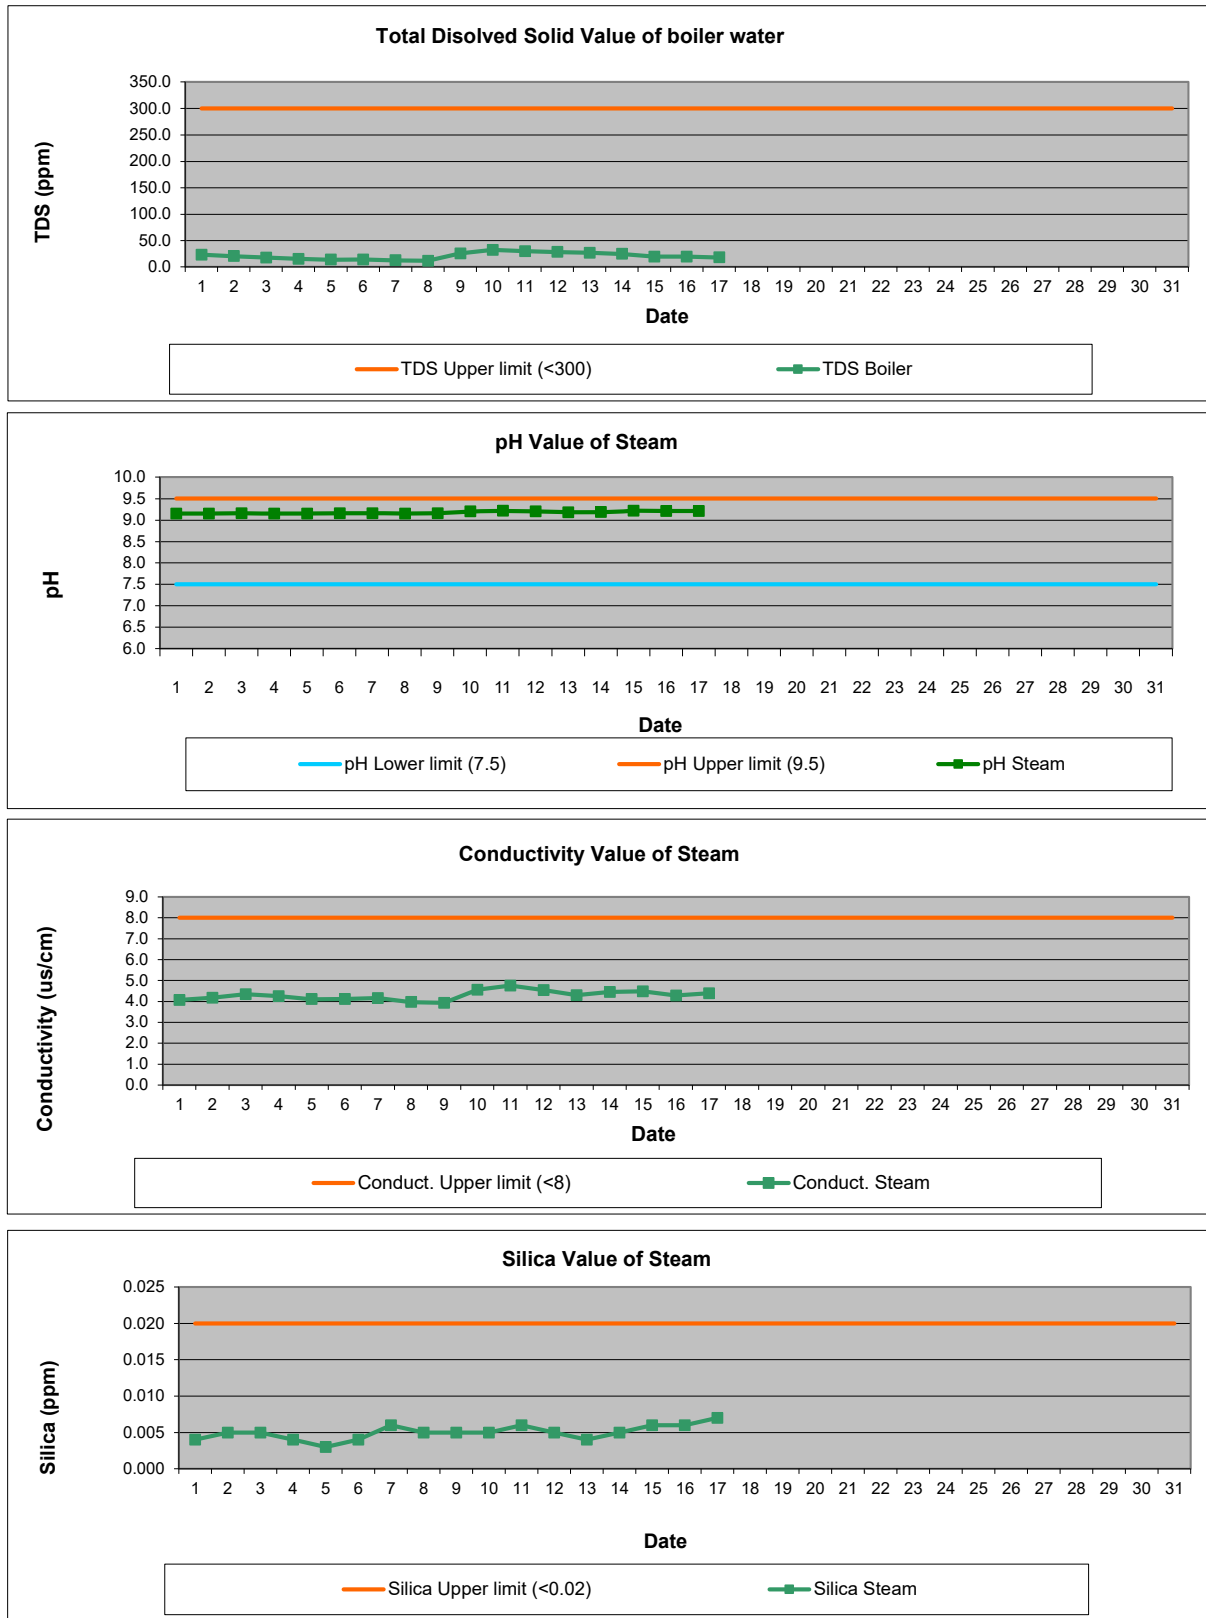 Total Disolved Solid Value of boiler water
350.0
300.0
250.0
200.0
150.0
100.0
50.0
0.0
TDS (ppm)
1 2 3 4 5 6 7 8 9 10 11 12 13 14 15 16 17 18 19 20 21 22 23 24 25 26 27 28 29 30 31
Date
TDS Upper limit (<300) TDS Boiler
pH Value of Steam
10.0
9.5
9.0
8.5
8.0
7.5
7.0
6.5
6.0
pH
1 2 3 4 5 6 7 8 9 10 11 12 13 14 15 16 17 18 19 20 21 22 23 24 25 26 27 28 29 30 31
Date
pH Lower limit (7.5) pH Upper limit (9.5) pH Steam
Conductivity Value of Steam
9.0
8.0
7.0
6.0
5.0
4.0
3.0
2.0
1.0
0.0
Conductivity (us/cm)
1 2 3 4 5 6 7 8 9 10 11 12 13 14 15 16 17 18 19 20 21 22 23 24 25 26 27 28 29 30 31
Date
Conduct. Upper limit (<8) Conduct. Steam
Silica Value of Steam
0.025
0.020
0.015
0.010
0.005
0.000
Silica (ppm)
1 2 3 4 5 6 7 8 9 10 11 12 13 14 15 16 17 18 19 20 21 22 23 24 25 26 27 28 29 30 31
Date
Silica Upper limit (<0.02) Silica Steam